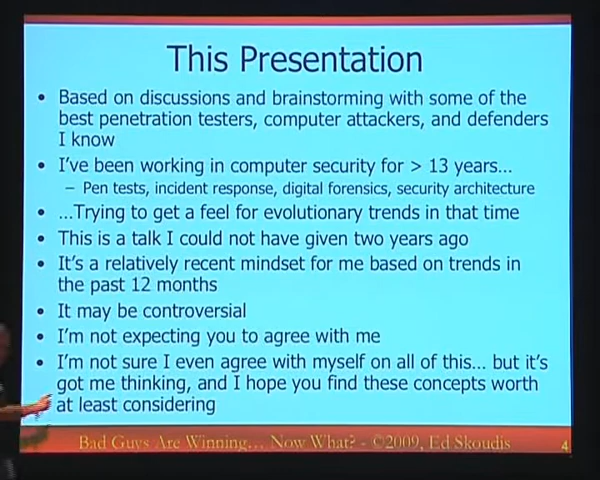 This Presentation
• Based on discussions and brainstorming with some of the
best penetration testers, computer attackers, and defenders
I know
• I've been working in computer security for > 13 years...
– Pen tests, incident response, digital forensics, security architecture
• ...Trying to get a feel for evolutionary trends in that time
• This is a talk I could not have given two years ago
• It's a relatively recent mindset for me based on trends in
the past 12 months
• It may be controversial
• I'm not expecting you to agree with me
• I'm not sure I even agree with myself on all of this... but it's
got me thinking, and I hope you find these concepts worth
at least considering
Bad Guys Are Winning... Now What? - ©2009, Ed Skoudis 4